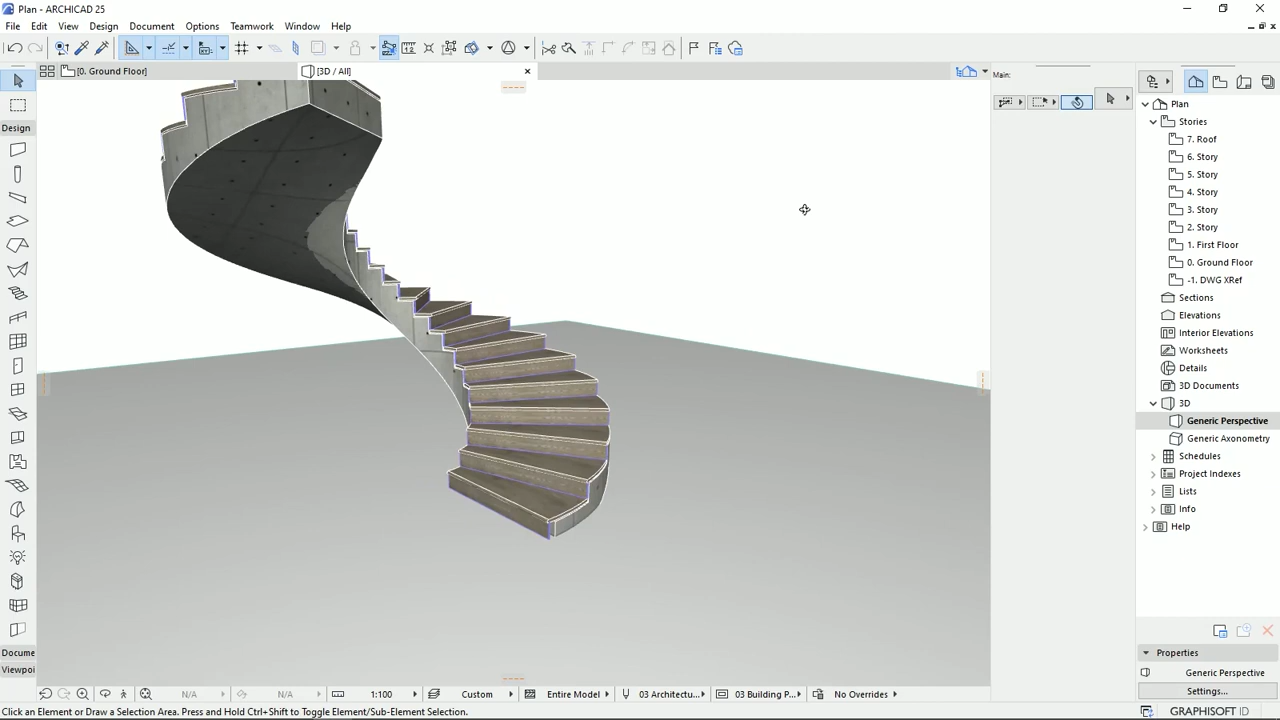 Plan - ARCHICAD 25
File Edit View Design Document Options Teamwork Window Help
[0. Ground Floor]
[3D / All]
Main:
Design
Plan
Stories
7. Roof
6. Story
5. Story
4. Story
3. Story
2. Story
1. First Floor
0. Ground Floor
-1. DWG XRef
Sections
Elevations
Interior Elevations
Worksheets
Details
3D Documents
3D
Generic Perspective
Generic Axonometry
Schedules
Project Indexes
Lists
Info
Help
Docume
Viewpoi
Properties
Generic Perspective
Settings...
N/A N/A 1:100 Custom Entire Model 03 Architectu... 03 Building P... No Overrides
Click an Element or Draw a Selection Area. Press and Hold Ctrl+Shift to Toggle Element/Sub-Element Selection.
GRAPHISOFT ID